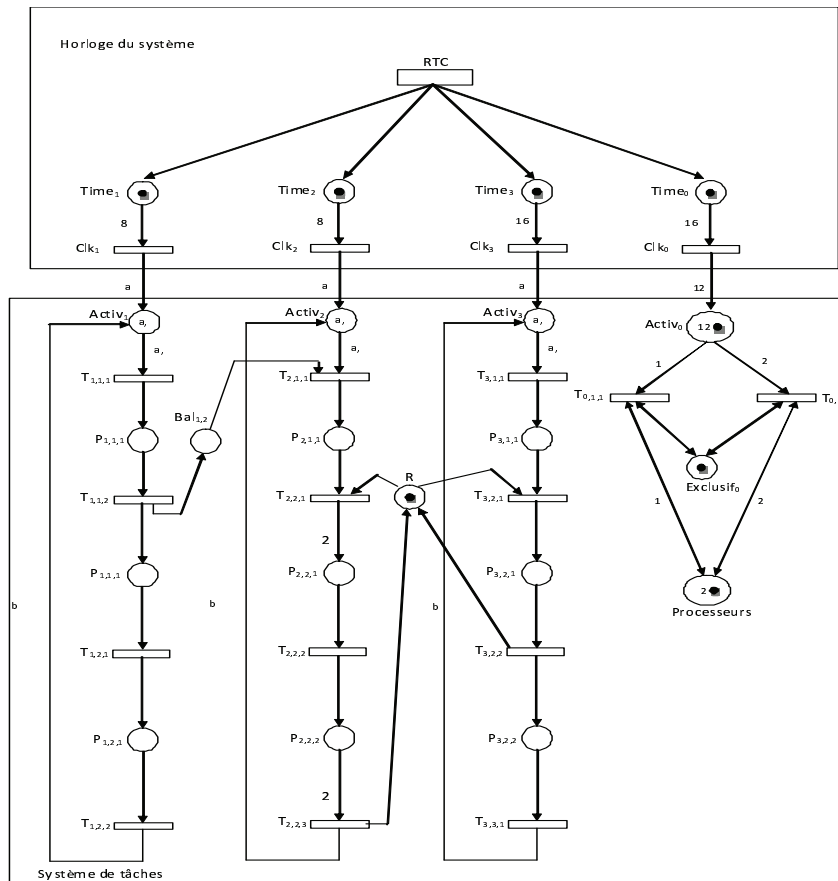 Horloge du système
RTC
Time₁
Time₂
Time₃
Time₀
8
8
16
16
Clk₁
Clk₂
Clk₃
Clk₀
a
a
a
12
Activ₁
Activ₂
Activ₃
Activ₀
a,
a,
a,
12
a,
a,
a,
1
2
T₁,₁,₁
T₂,₁,₁
T₃,₁,₁
T₀,₁,₁
T₀,
Bal₁,₂
P₁,₁,₁
P₂,₁,₁
P₃,₁,₁
R
Exclusif₀
T₁,₁,₂
T₂,₂,₁
T₃,₂,₁
1
2
2
P₁,₁,₁
P₂,₂,₁
P₃,₂,₁
2
Processeurs
b
b
b
T₁,₂,₁
T₂,₂,₂
T₃,₂,₂
P₁,₂,₁
P₂,₂,₂
P₃,₂,₂
2
T₁,₂,₂
T₂,₂,₃
T₃,₃,₁
Système de tâches